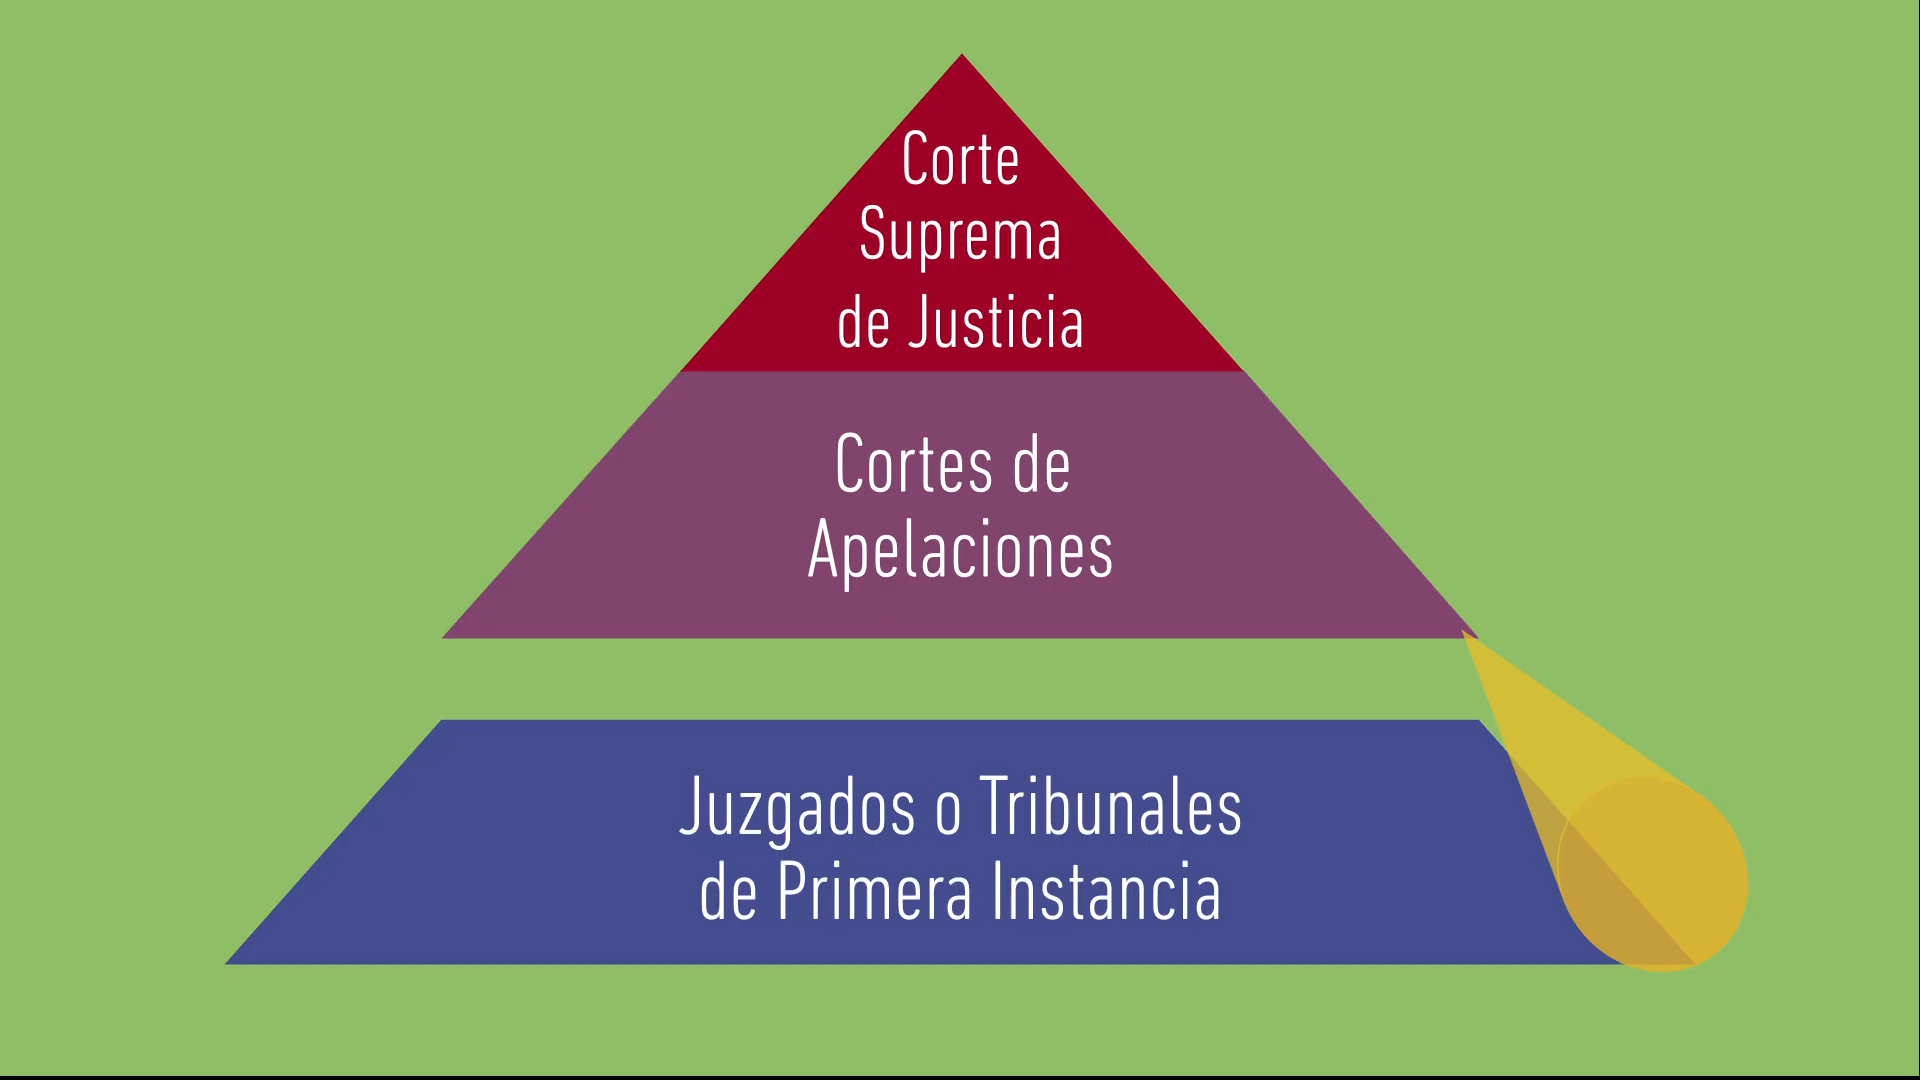 Corte
Suprema
de Justicia
Cortes de
Apelaciones
Juzgados o Tribunales
de Primera Instancia